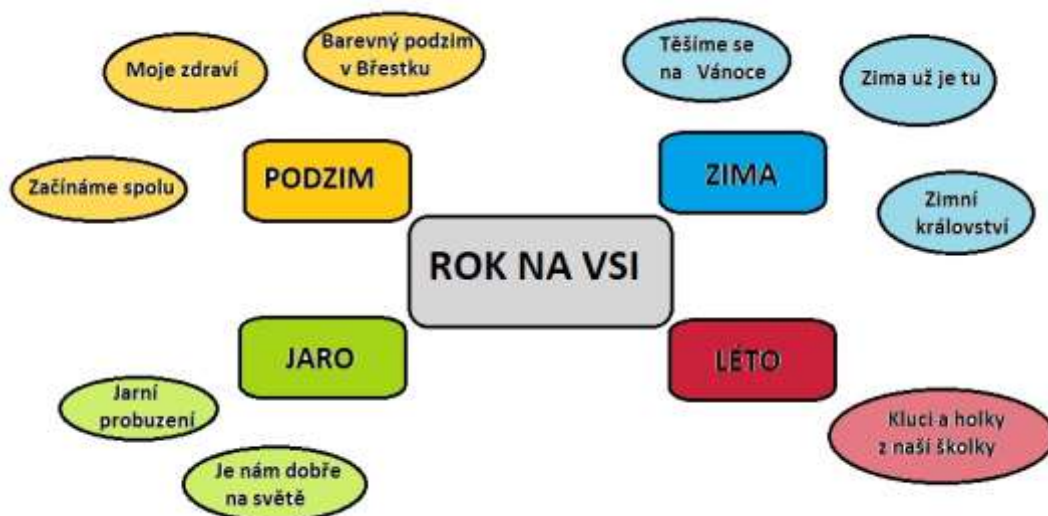 Moje zdraví
Barevný podzim
v Břestku
Začínáme spolu
PODZIM
Těšíme se
na Vánoce
Zima už je tu
ZIMA
Zimní
království
ROK NA VSI
JARO
Jarní
probuzení
Je nám dobře
na světě
LÉTO
Kluci a holky
z naší školky